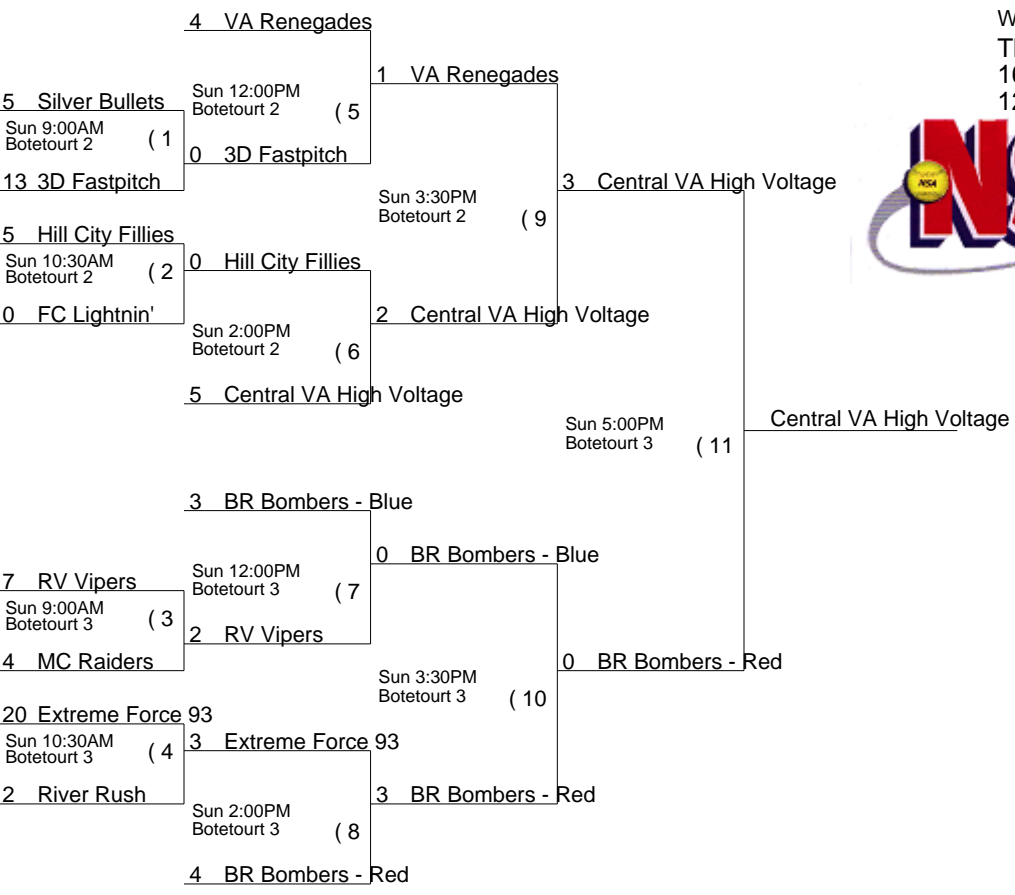 4 VA Renegades
1 VA Renegades
5 Silver Bullets
Sun 9:00AM
Botetourt 2 ( 1
13 3D Fastpitch
Sun 12:00PM
Botetourt 2 ( 5
0 3D Fastpitch
Sun 3:30PM
Botetourt 2 ( 9
3 Central VA High Voltage
5 Hill City Fillies
Sun 10:30AM
Botetourt 2 ( 2
0 FC Lightnin'
0 Hill City Fillies
Sun 2:00PM
Botetourt 2 ( 6
5 Central VA High Voltage
2 Central VA High Voltage
Sun 5:00PM
Botetourt 3 ( 11
Central VA High Voltage
3 BR Bombers - Blue
0 BR Bombers - Blue
7 RV Vipers
Sun 9:00AM
Botetourt 3 ( 3
4 MC Raiders
Sun 12:00PM
Botetourt 3 ( 7
2 RV Vipers
Sun 3:30PM
Botetourt 3 ( 10
0 BR Bombers - Red
20 Extreme Force 93
Sun 10:30AM
Botetourt 3 ( 4
2 River Rush
3 Extreme Force 93
Sun 2:00PM
Botetourt 3 ( 8
4 BR Bombers - Red
3 BR Bombers - Red
NSA